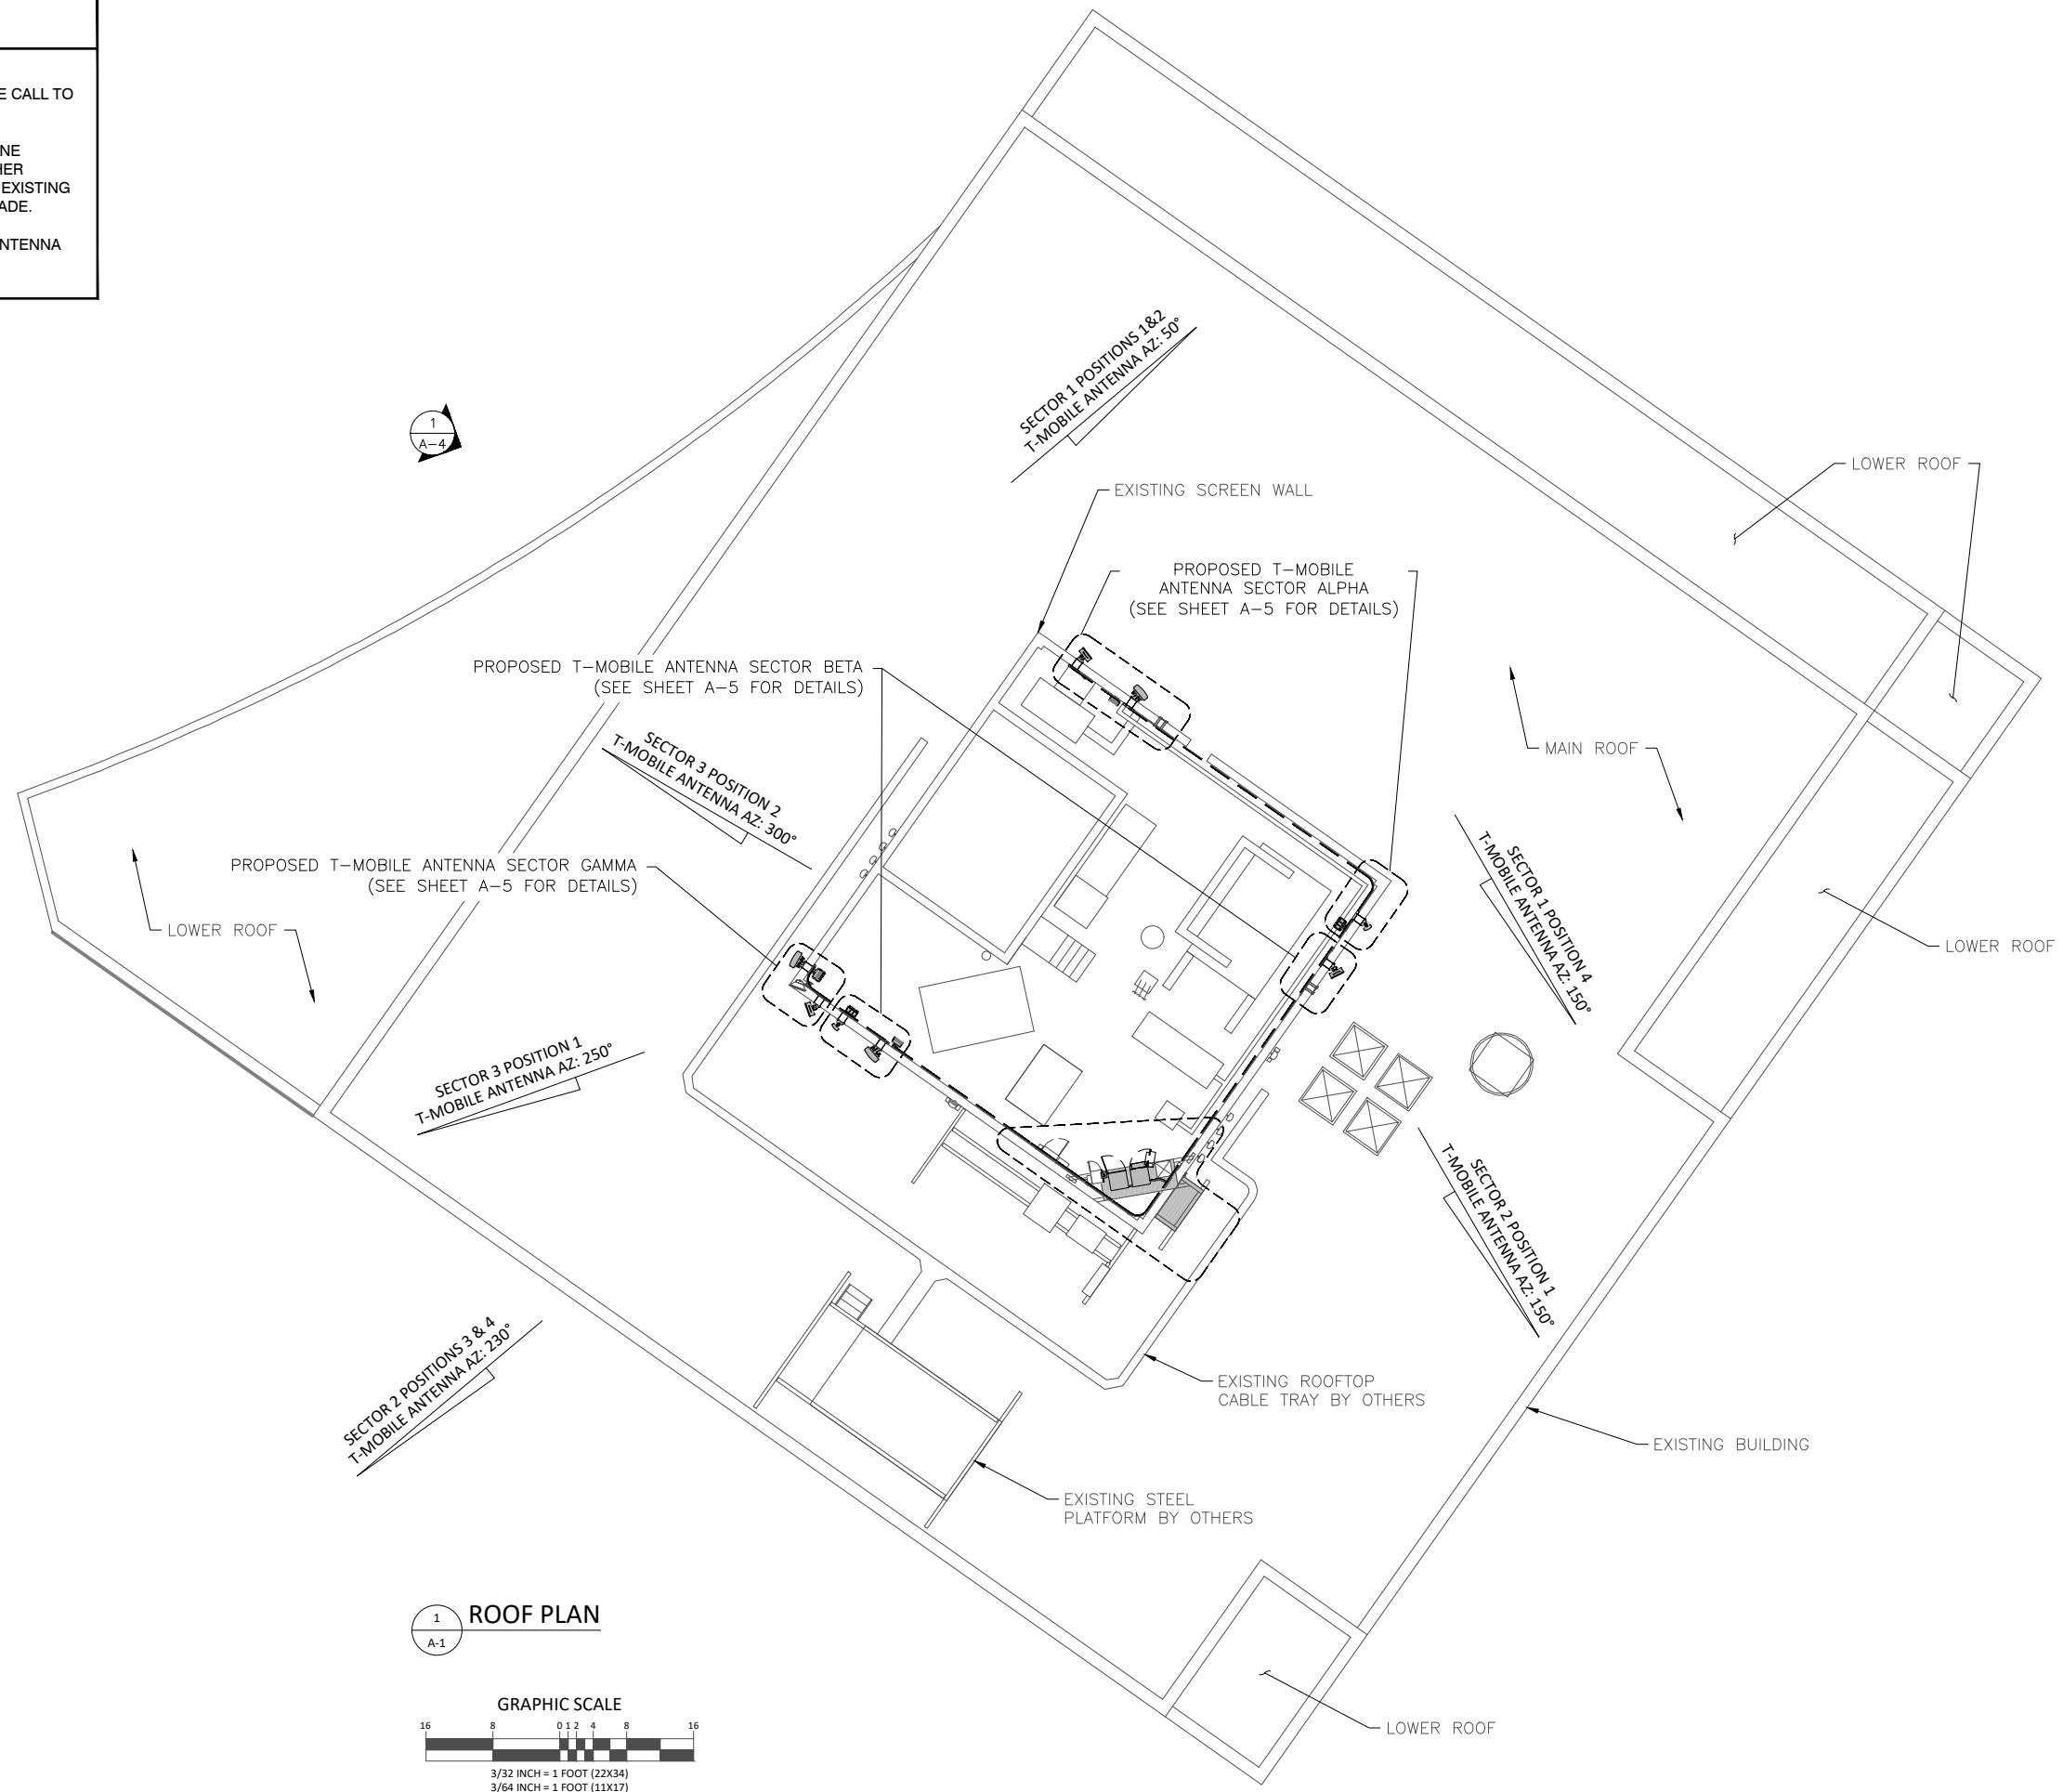 E CALL TO
NE
HER
EXISTING
ADE.
NTENNA
SECTOR 1 POSITIONS 1&2
T-MOBILE ANTENNA AZ: 50°
1
A-4
LOWER ROOF
EXISTING SCREEN WALL
PROPOSED T-MOBILE
ANTENNA SECTOR ALPHA
(SEE SHEET A-5 FOR DETAILS)
PROPOSED T-MOBILE ANTENNA SECTOR BETA
(SEE SHEET A-5 FOR DETAILS)
MAIN ROOF
SECTOR 3 POSITION 2
T-MOBILE ANTENNA AZ: 300°
PROPOSED T-MOBILE ANTENNA SECTOR GAMMA
(SEE SHEET A-5 FOR DETAILS)
SECTOR 1 POSITION 4
T-MOBILE ANTENNA AZ: 150°
LOWER ROOF
LOWER ROOF
SECTOR 3 POSITION 1
T-MOBILE ANTENNA AZ: 250°
SECTOR 2 POSITION 1
T-MOBILE ANTENNA AZ: 150°
SECTOR 2 POSITIONS 3 & 4
T-MOBILE ANTENNA AZ: 230°
EXISTING ROOFTOP
CABLE TRAY BY OTHERS
EXISTING BUILDING
EXISTING STEEL
PLATFORM BY OTHERS
1
A-1
ROOF PLAN
GRAPHIC SCALE
16 8 0 1 2 4 8 16
3/32 INCH = 1 FOOT (22X34)
3/64 INCH = 1 FOOT (11X17)
LOWER ROOF